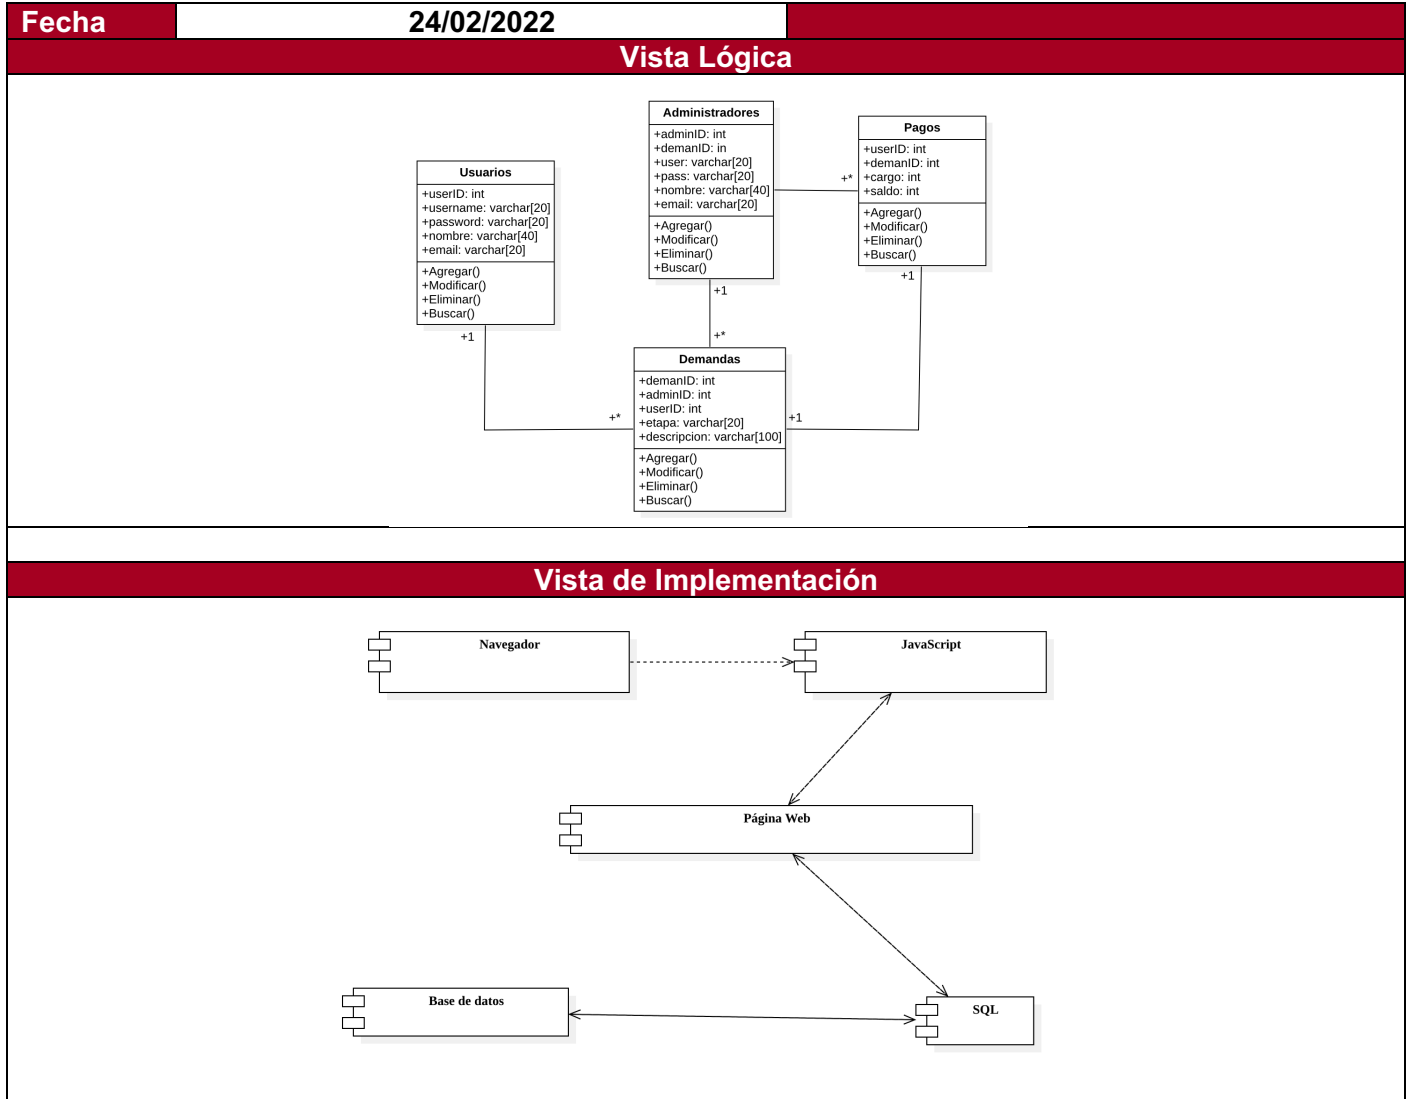 Fecha 24/02/2022
Vista Lógica
Administradores
+adminID: int
+demanID: in
+user: varchar[20]
+pass: varchar[20]
+nombre: varchar[40]
+email: varchar[20]
+Agregar()
+Modificar()
+Eliminar()
+Buscar()
Pagos
+userID: int
+demanID: int
+cargo: int
+saldo: int
+Agregar()
+Modificar()
+Eliminar()
+Buscar()
+*
+1
Usuarios
+userID: int
+username: varchar[20]
+password: varchar[20]
+nombre: varchar[40]
+email: varchar[20]
+Agregar()
+Modificar()
+Eliminar()
+Buscar()
+1
+1
+*
Demandas
+demanID: int
+adminID: int
+userID: int
+etapa: varchar[20]
+descripcion: varchar[100]
+Agregar()
+Modificar()
+Eliminar()
+Buscar()
+*
+1
Vista de Implementación
Navegador
JavaScript
Página Web
Base de datos
SQL